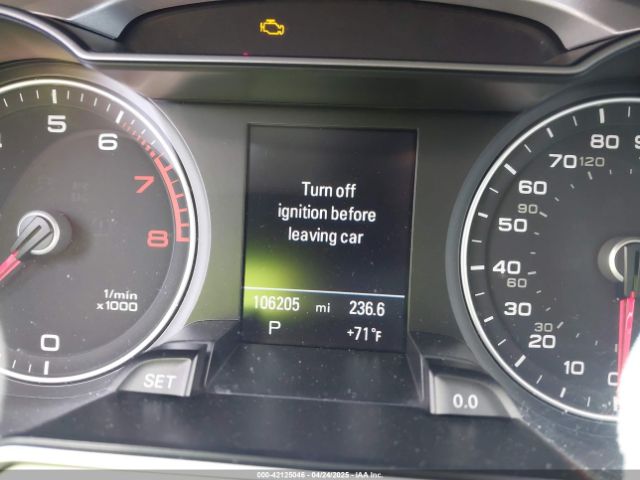 5
6
7
8
1/min
x1000
0
Turn off
ignition before
leaving car
106205 mi 236.6
P +71°F
SET
0.0
80
70 120
60
90
50
40
60
30
30
20
10
000-42125046 - 04/24/2025 - IAA Inc.